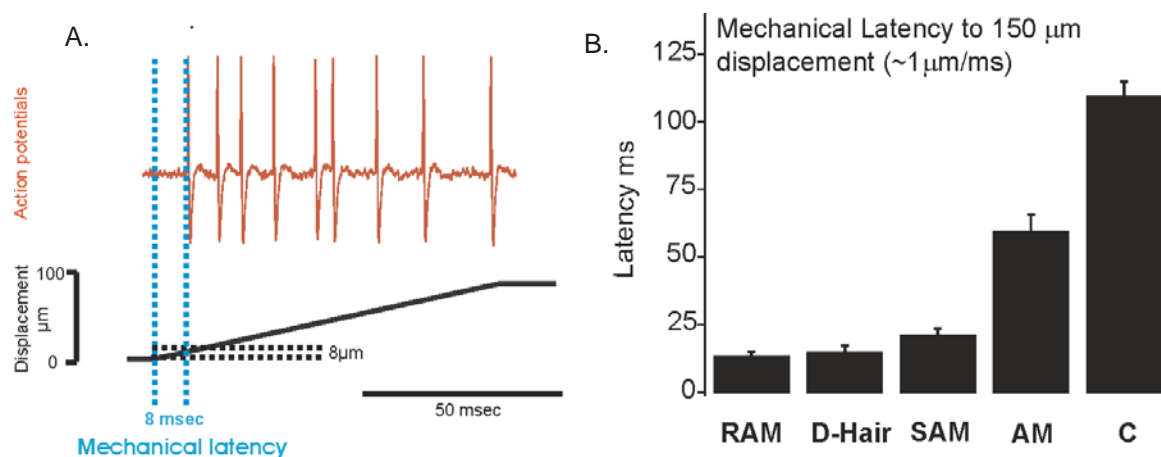 A.
Action potentials
Displacement
µm
100
0
8µm
8 msec
50 msec
Mechanical latency
B.
Mechanical Latency to 150 µm
displacement (~1µm/ms)
Latency ms
125
100
75
50
25
0
RAM D-Hair SAM AM C